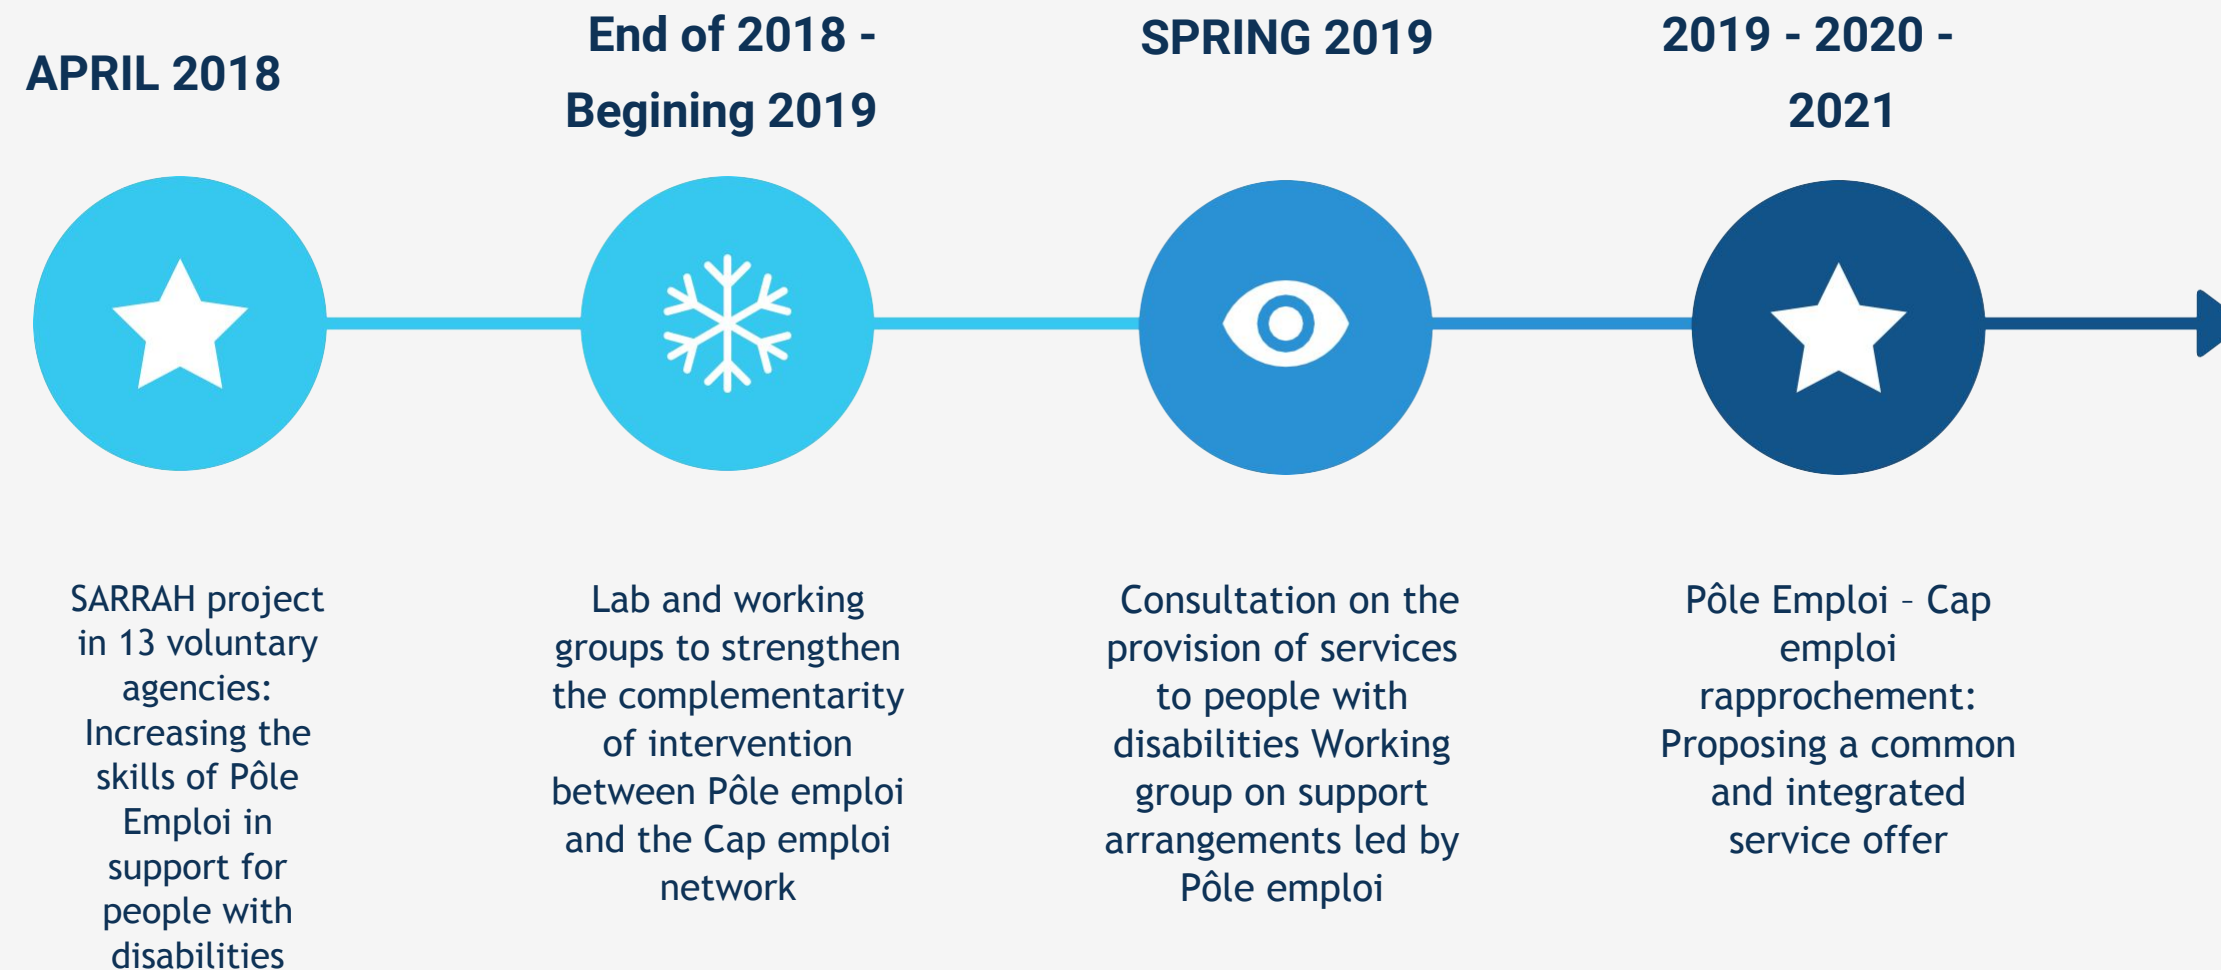 APRIL 2018
SARRAH project
in 13 voluntary
agencies:
Increasing the
skills of Pôle
Emploi in
support for
people with
disabilities
End of 2018 -
Begining 2019
Lab and working
groups to strengthen
the complementarity
of intervention
between Pôle emploi
and the Cap emploi
network
SPRING 2019
Consultation on the
provision of services
to people with
disabilities Working
group on support
arrangements led by
Pôle emploi
2019 - 2020 -
2021
Pôle Emploi – Cap
emploi
rapprochement:
Proposing a common
and integrated
service offer